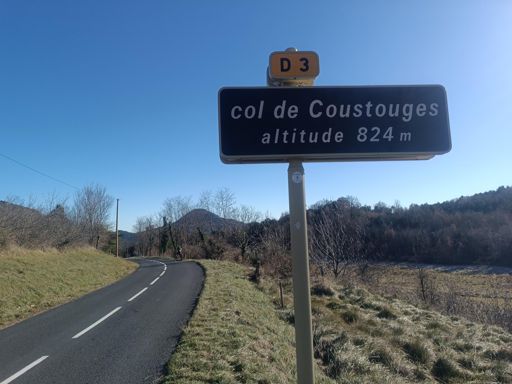 D 3
col de Coustouges
altitude 824 m